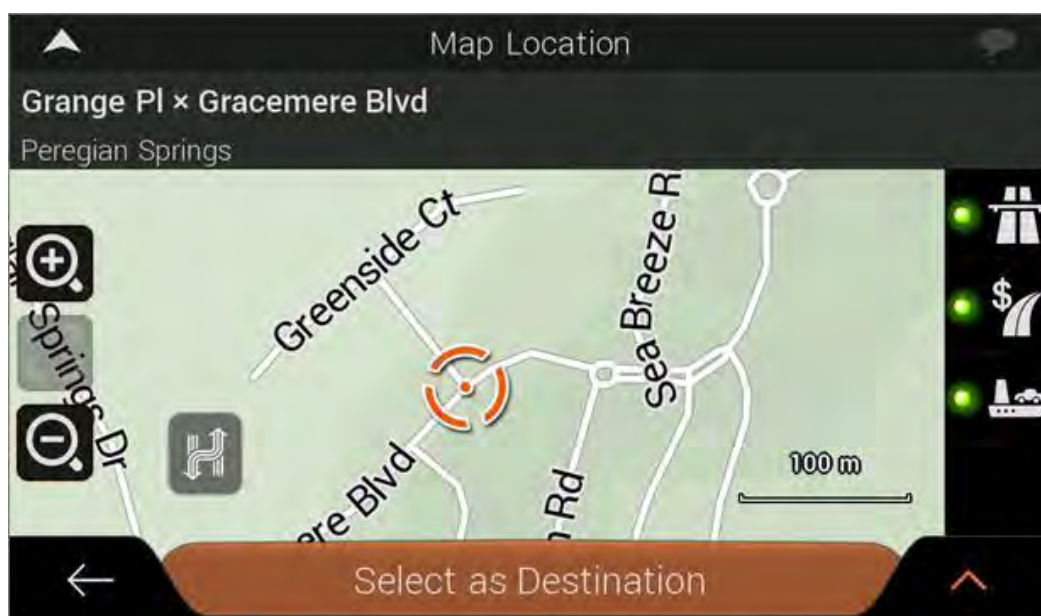 Map Location
Grange Pl × Gracemere Blvd
Peregian Springs
Greenside Ct
Sea Breeze R
$
Springs Dr
ere Blvd
n Rd
100 m
Select as Destination